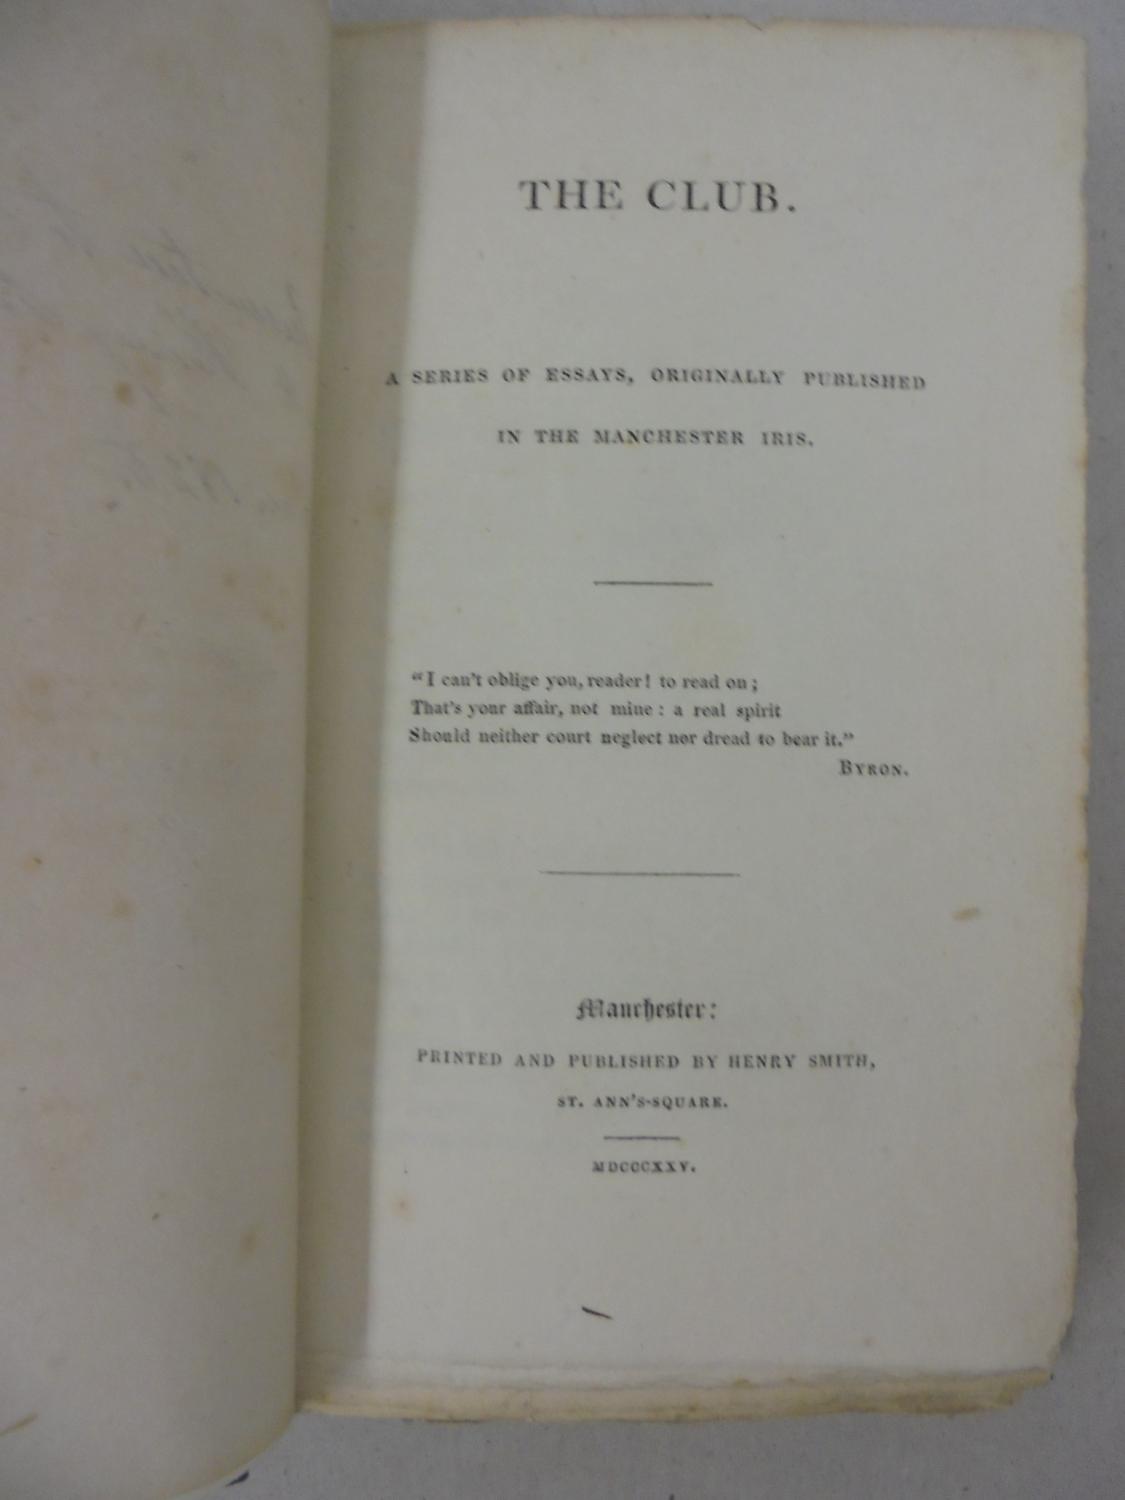 THE CLUB.
A SERIES OF ESSAYS, ORIGINALLY PUBLISHED
IN THE MANCHESTER IRIS.
“I can't oblige you, reader! to read on;
That's your affair, not mine: a real spirit
Should neither court neglect nor dread to bear it.”
BYRON.
Manchester:
PRINTED AND PUBLISHED BY HENRY SMITH,
ST. ANN'S-SQUARE.
MDCCCXXV.